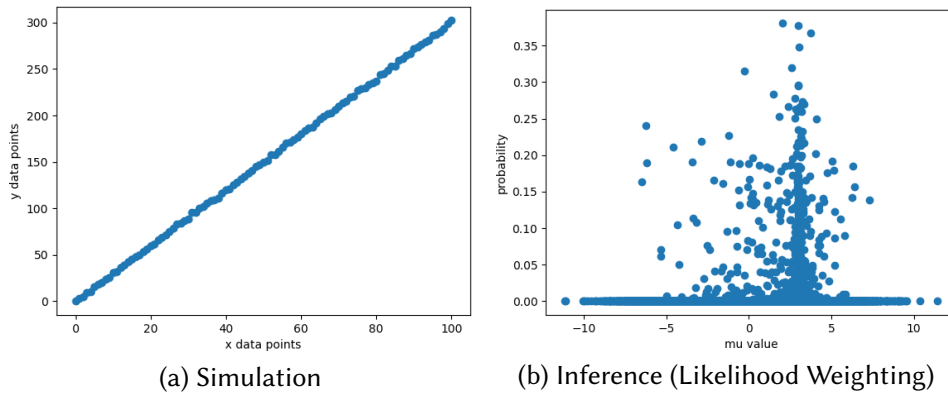 300
250
200
150
100
50
0
y data points
0 20 40 60 80 100
x data points
(a) Simulation
0.35
0.30
0.25
0.20
0.15
0.10
0.05
0.00
probability
−10 −5 0 5 10
mu value
(b) Inference (Likelihood Weighting)